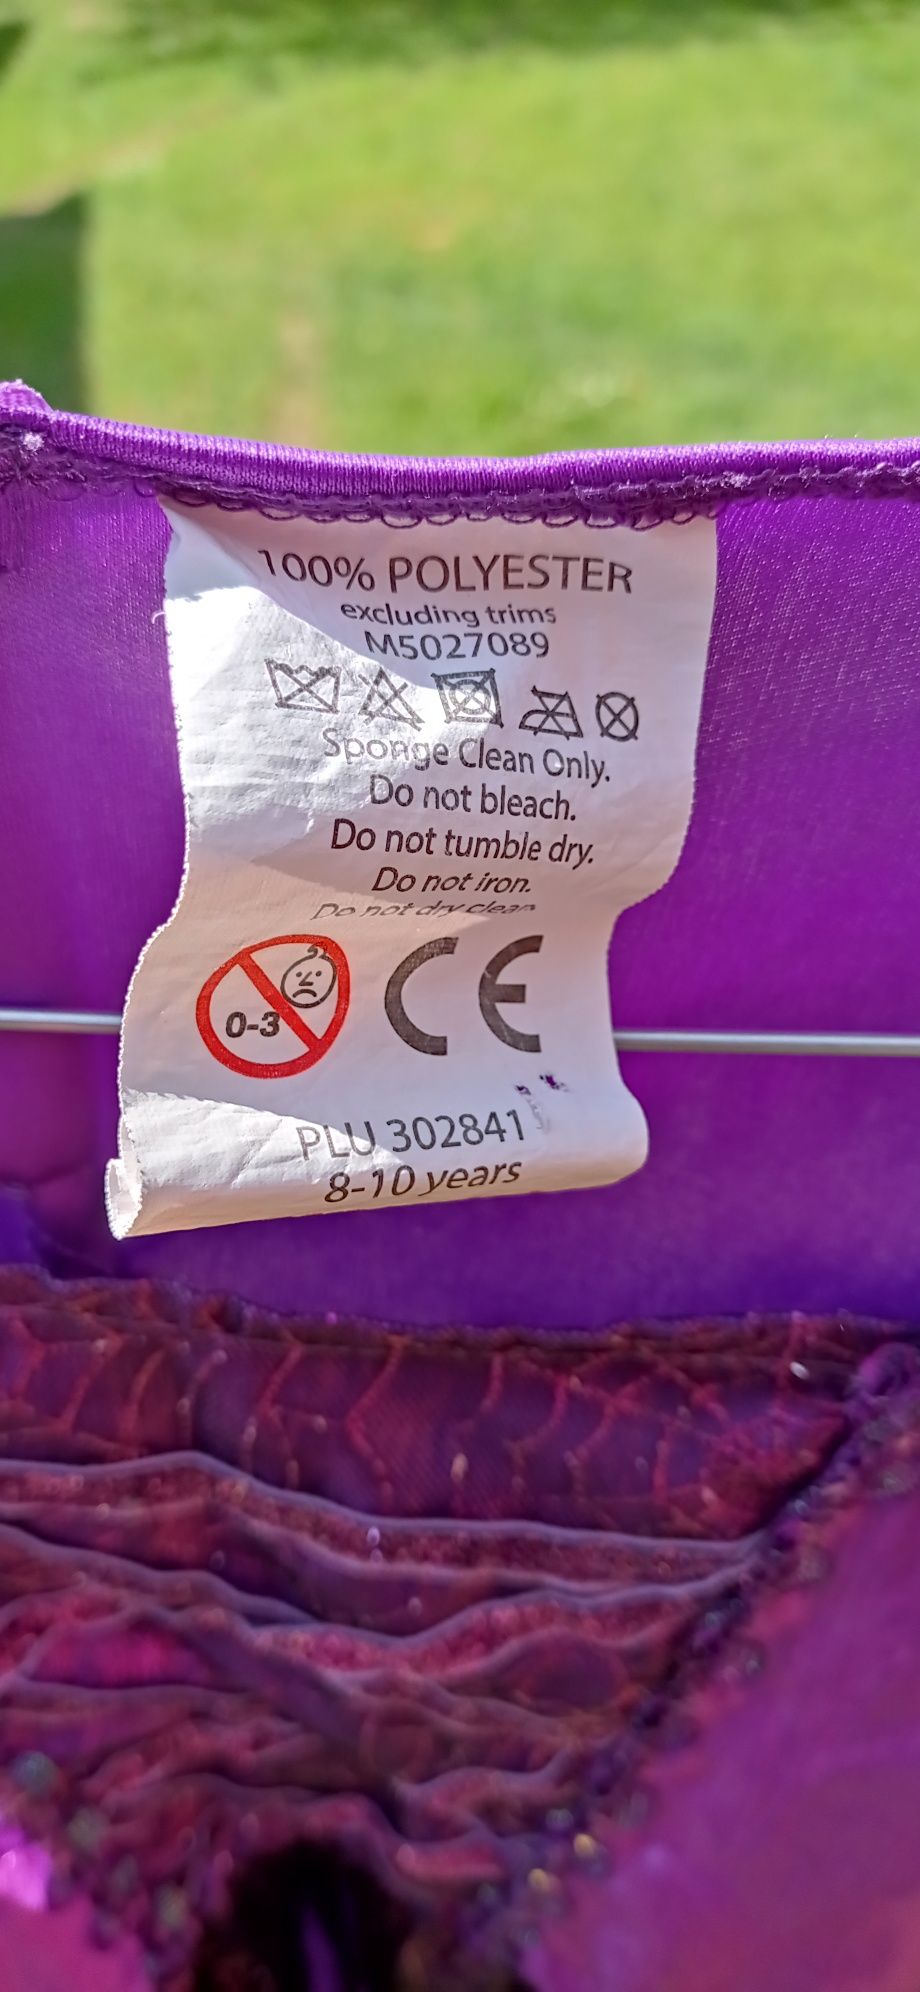 100% POLYESTER
excluding trims
M5027089
Sponge Clean Only.
Do not bleach.
Do not tumble dry.
Do not iron.
Do not dry clean
0-3
CE
PLU 302841
8-10 years